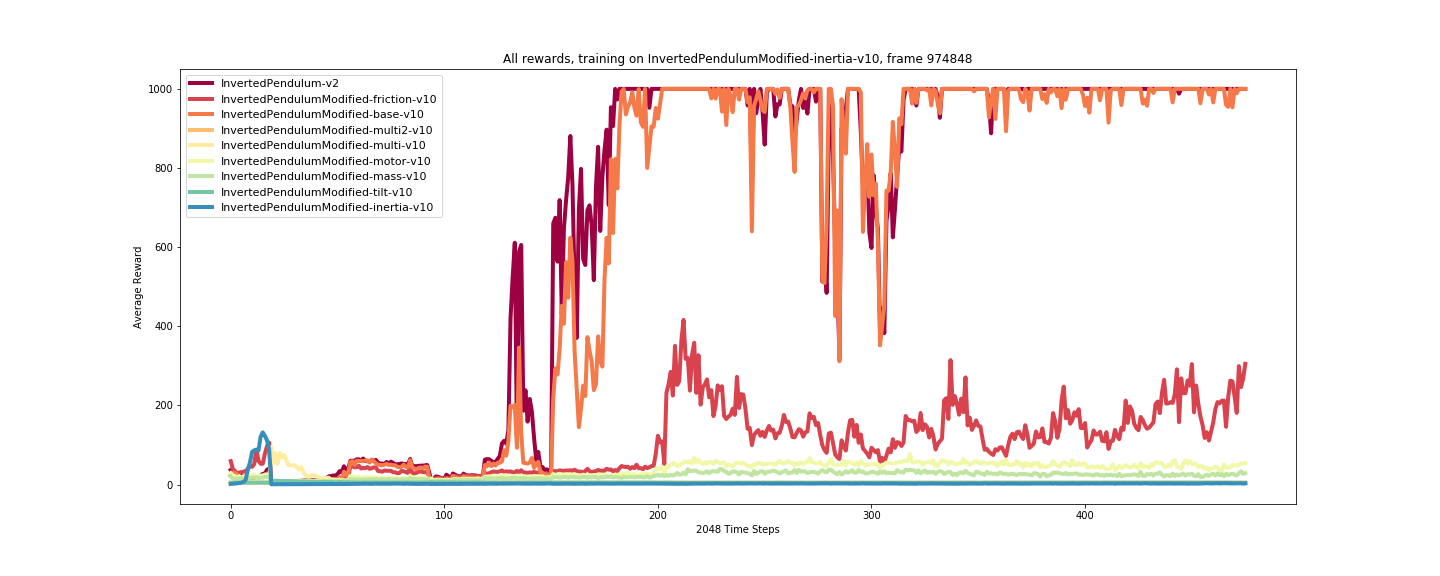 All rewards, training on InvertedPendulumModified-inertia-v10, frame 974848
InvertedPendulum-v2
InvertedPendulumModified-friction-v10
InvertedPendulumModified-base-v10
InvertedPendulumModified-multi2-v10
InvertedPendulumModified-multi-v10
InvertedPendulumModified-motor-v10
InvertedPendulumModified-mass-v10
InvertedPendulumModified-tilt-v10
InvertedPendulumModified-inertia-v10
1000
800
600
400
200
0
Average Reward
0 100 200 300 400
2048 Time Steps